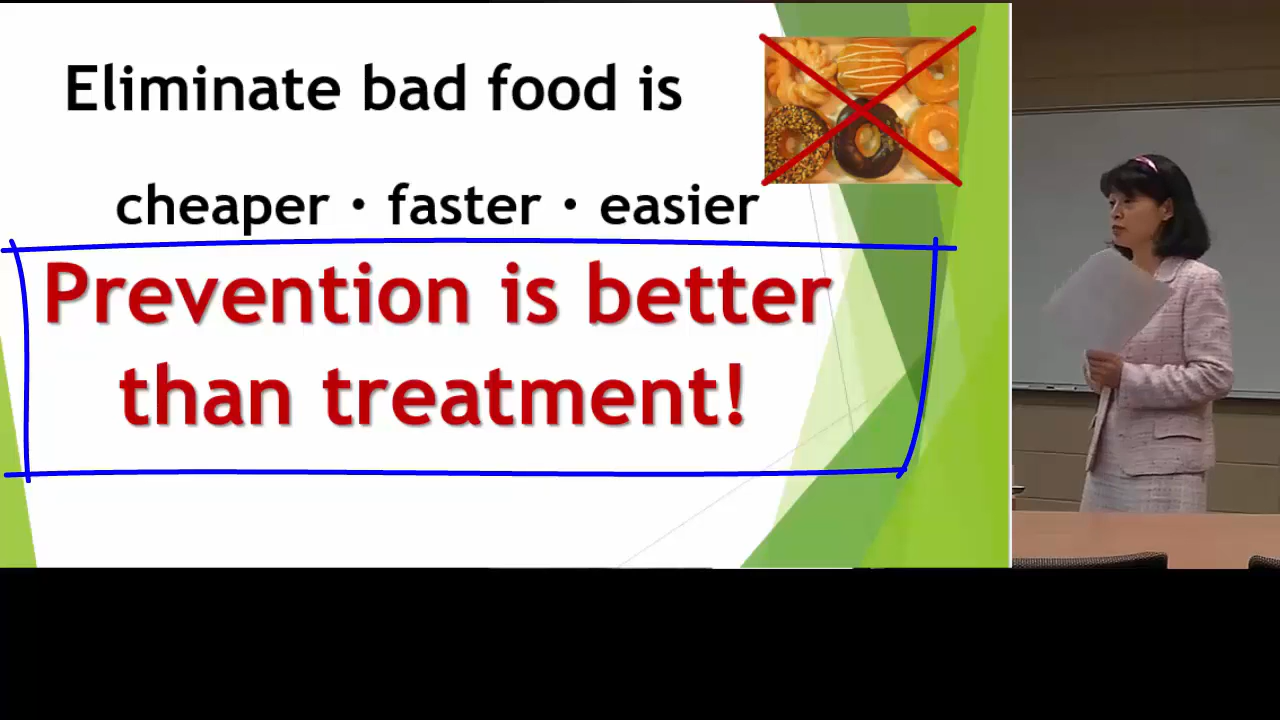 Eliminate bad food is
cheaper · faster · easier
Prevention is better
than treatment!